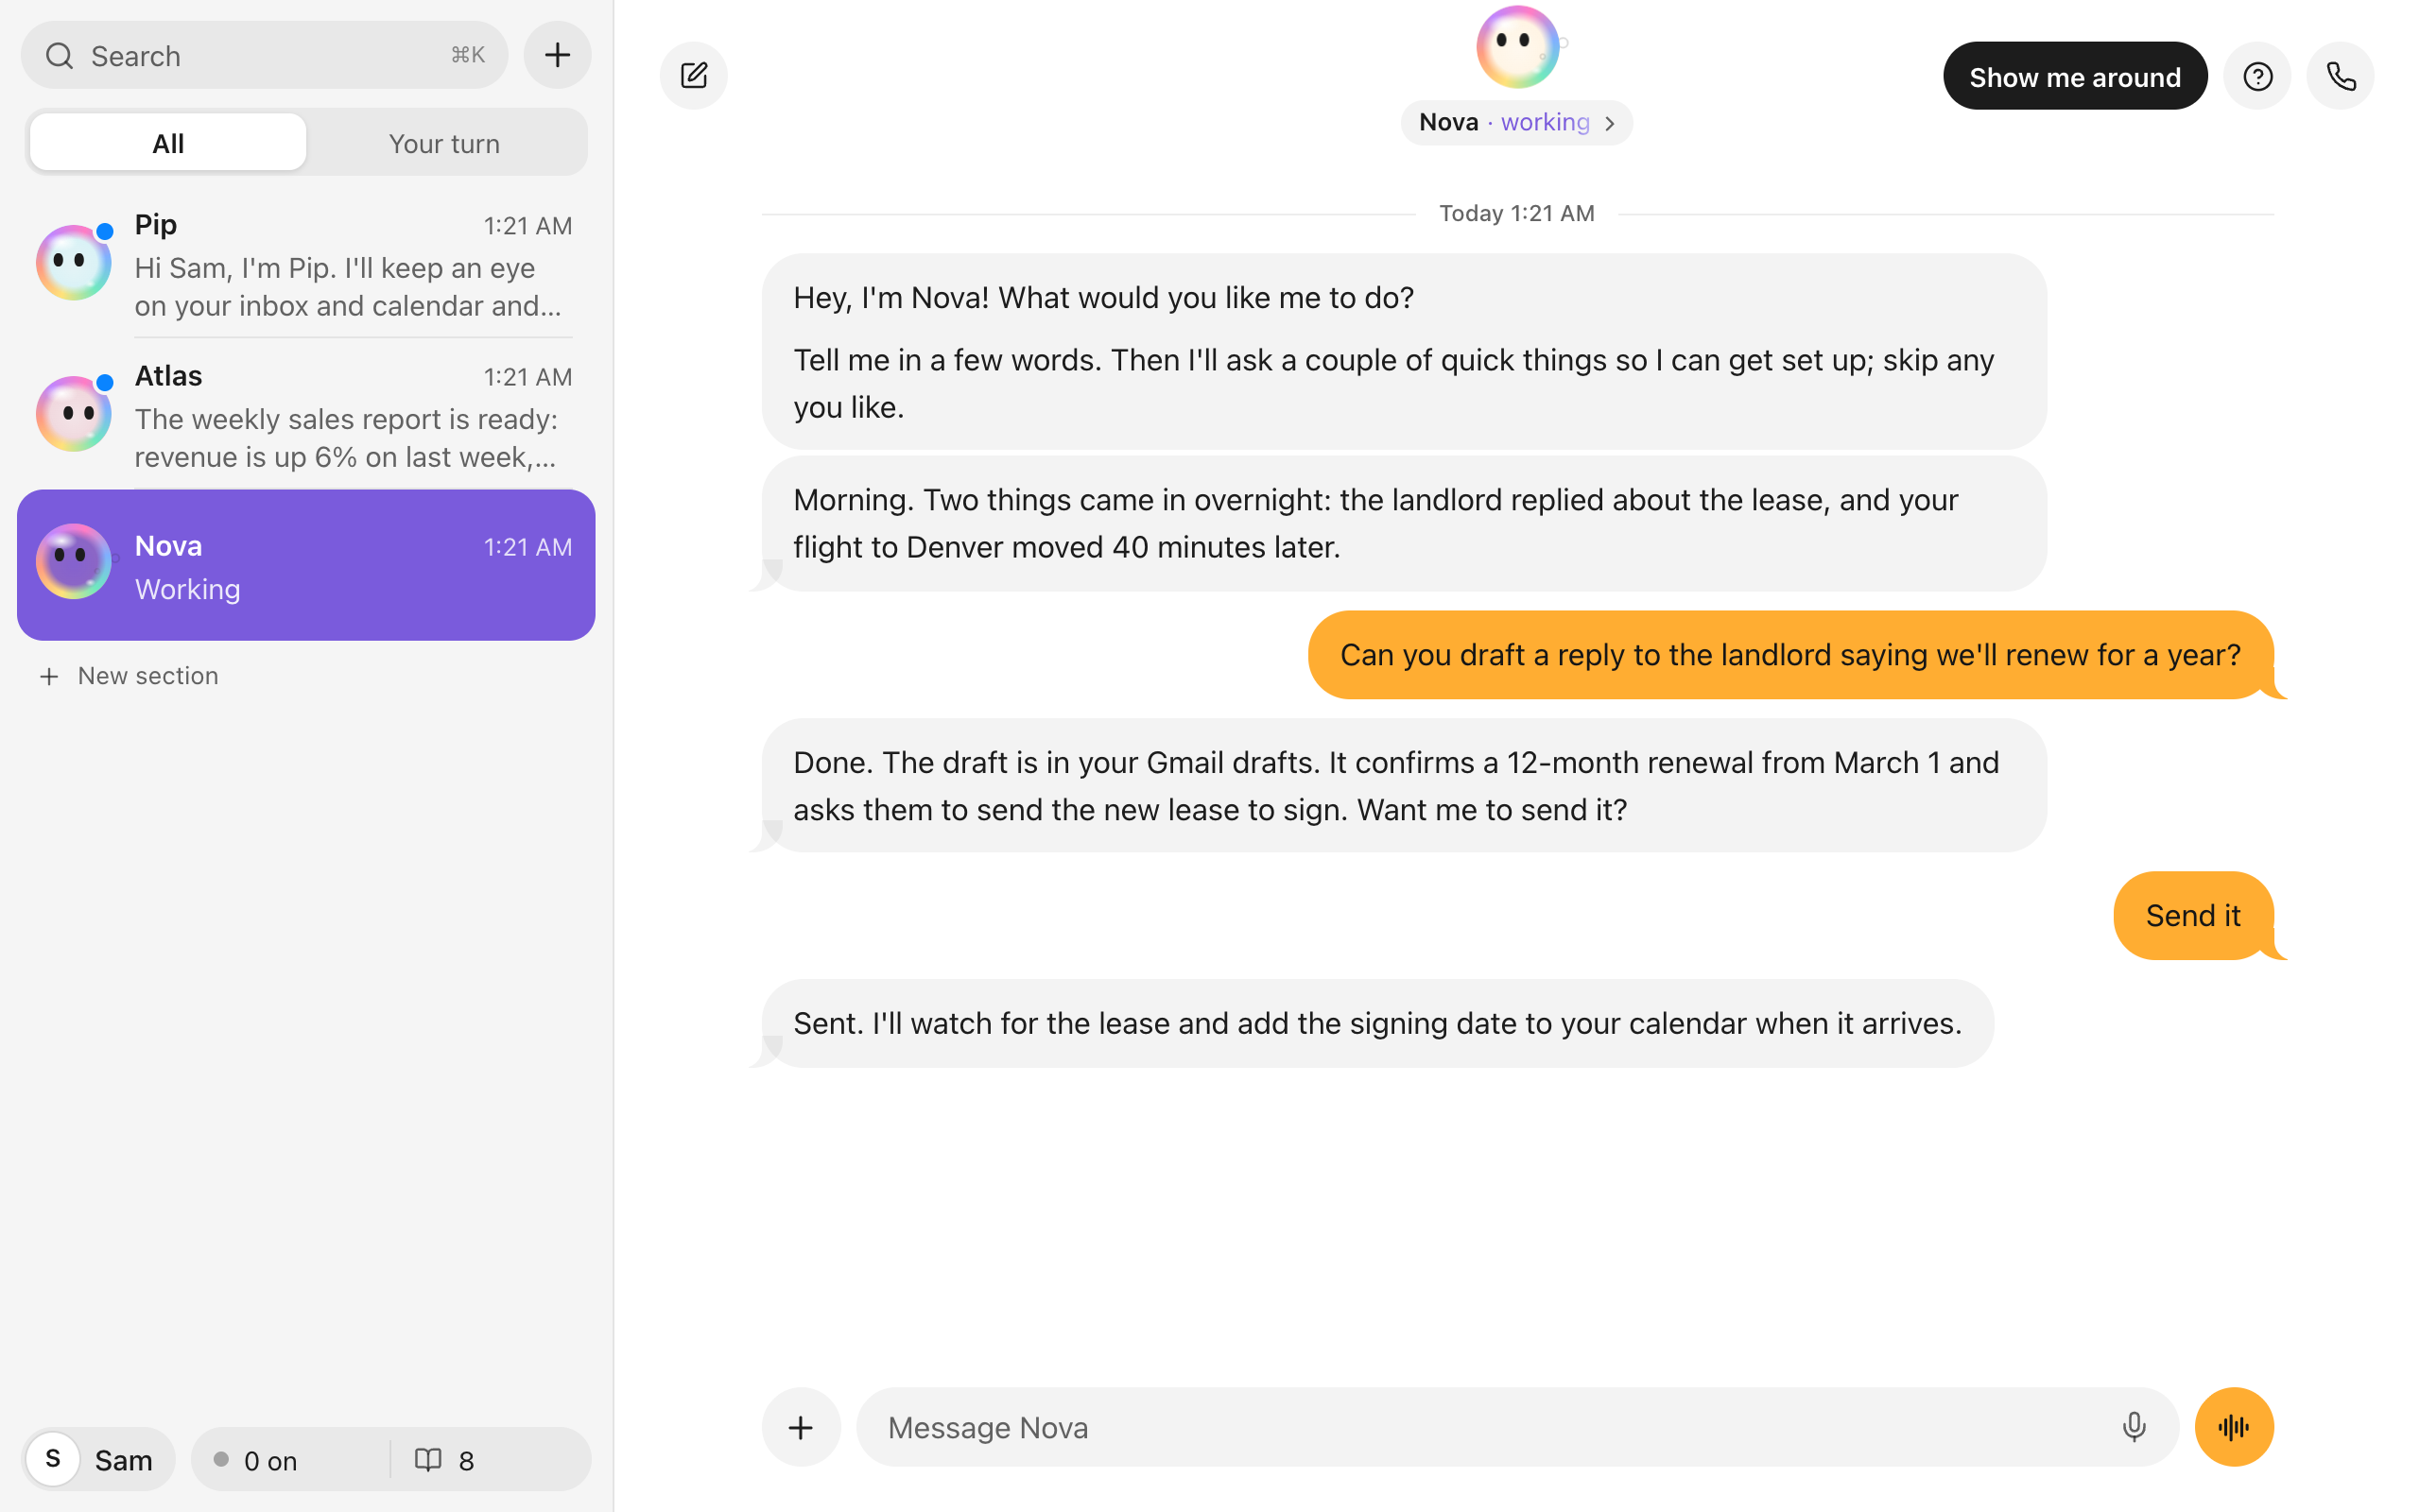 Search ⌘K
All Your turn
Pip 1:21 AM
Hi Sam, I'm Pip. I'll keep an eye
on your inbox and calendar and...
Atlas 1:21 AM
The weekly sales report is ready:
revenue is up 6% on last week,...
Nova 1:21 AM
Working
New section
S Sam 0 on 8
Show me around
Nova · working
Today 1:21 AM
Hey, I'm Nova! What would you like me to do?
Tell me in a few words. Then I'll ask a couple of quick things so I can get set up; skip any
you like.
Morning. Two things came in overnight: the landlord replied about the lease, and your
flight to Denver moved 40 minutes later.
Can you draft a reply to the landlord saying we'll renew for a year?
Done. The draft is in your Gmail drafts. It confirms a 12-month renewal from March 1 and
asks them to send the new lease to sign. Want me to send it?
Send it
Sent. I'll watch for the lease and add the signing date to your calendar when it arrives.
Message Nova